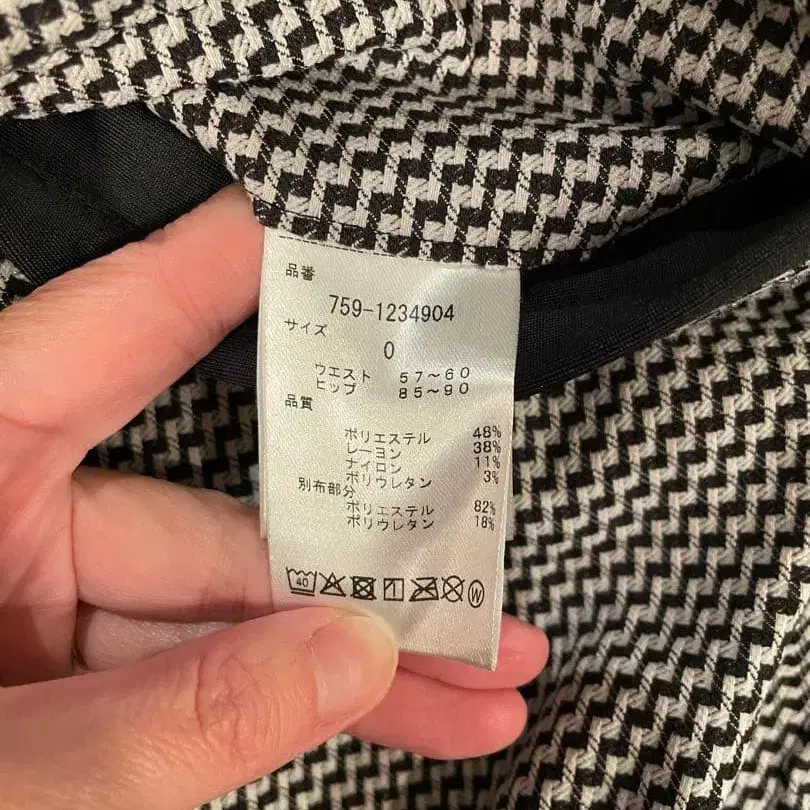 品番
759-1234904
サイズ
0
ウエスト 57～60
ヒップ 85～90
品質
ポリエステル 48%
レーヨン 38%
ナイロン 11%
ポリウレタン 3%
別布部分
ポリエステル 82%
ポリウレタン 18%
40 W